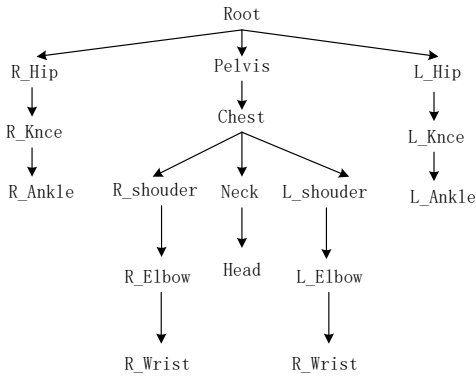 Root
R_Hip Pelvis L_Hip
R_Knce Chest L_Knce
R_Ankle R_shouder Neck L_shouder L_Ankle
R_Elbow Head L_Elbow
R_Wrist R_Wrist